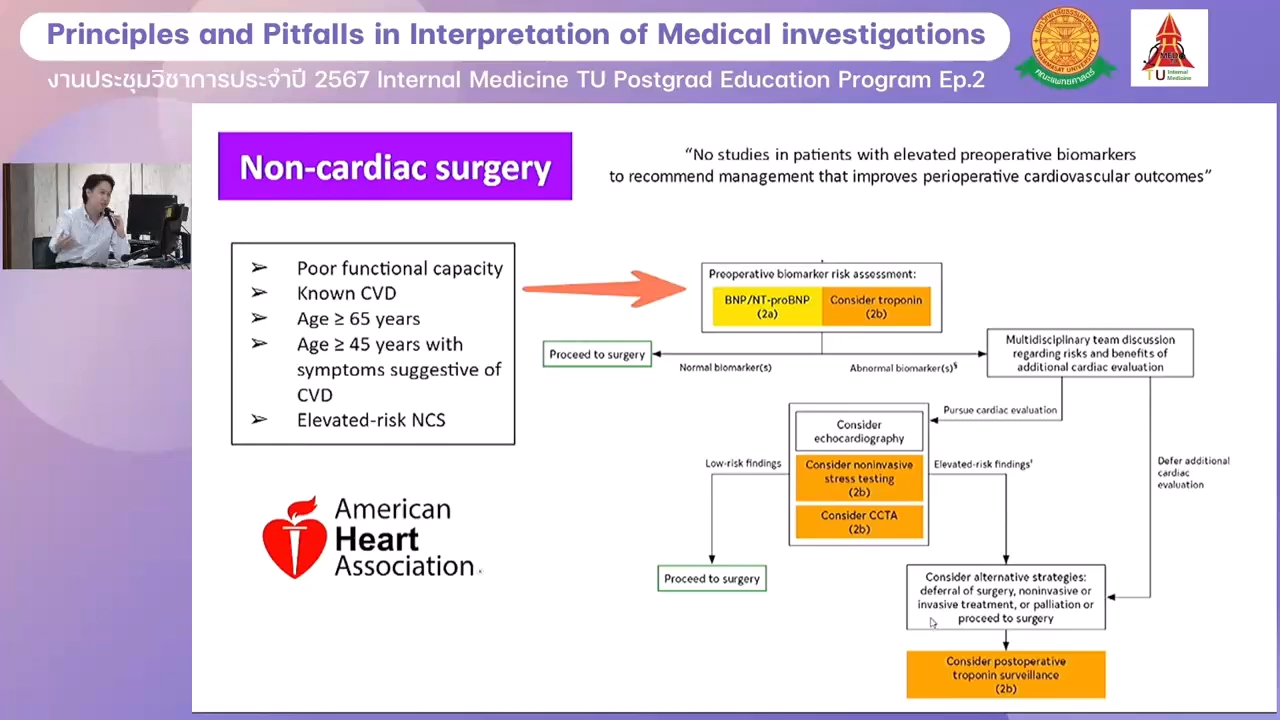 Principles and Pitfalls in Interpretation of Medical investigations
งานประชุมวิชาการประจำปี 2567 Internal Medicine TU Postgrad Education Program Ep.2
MED
TU Internal
Medicine
Non-cardiac surgery
“No studies in patients with elevated preoperative biomarkers
to recommend management that improves perioperative cardiovascular outcomes”
➢ Poor functional capacity
➢ Known CVD
➢ Age ≥ 65 years
➢ Age ≥ 45 years with
symptoms suggestive of
CVD
➢ Elevated-risk NCS
American
Heart
Association.
Preoperative biomarker risk assessment:
BNP/NT-proBNP
(2a)
Consider troponin
(2b)
Proceed to surgery
Normal biomarker(s)
Abnormal biomarker(s)§
Multidisciplinary team discussion
regarding risks and benefits of
additional cardiac evaluation
Pursue cardiac evaluation
Consider
echocardiography
Consider noninvasive
stress testing
(2b)
Consider CCTA
(2b)
Low-risk findings
Elevated-risk findings†
Defer additional
cardiac
evaluation
Proceed to surgery
Consider alternative strategies:
deferral of surgery, noninvasive or
invasive treatment, or palliation or
proceed to surgery
Consider postoperative
troponin surveillance
(2b)